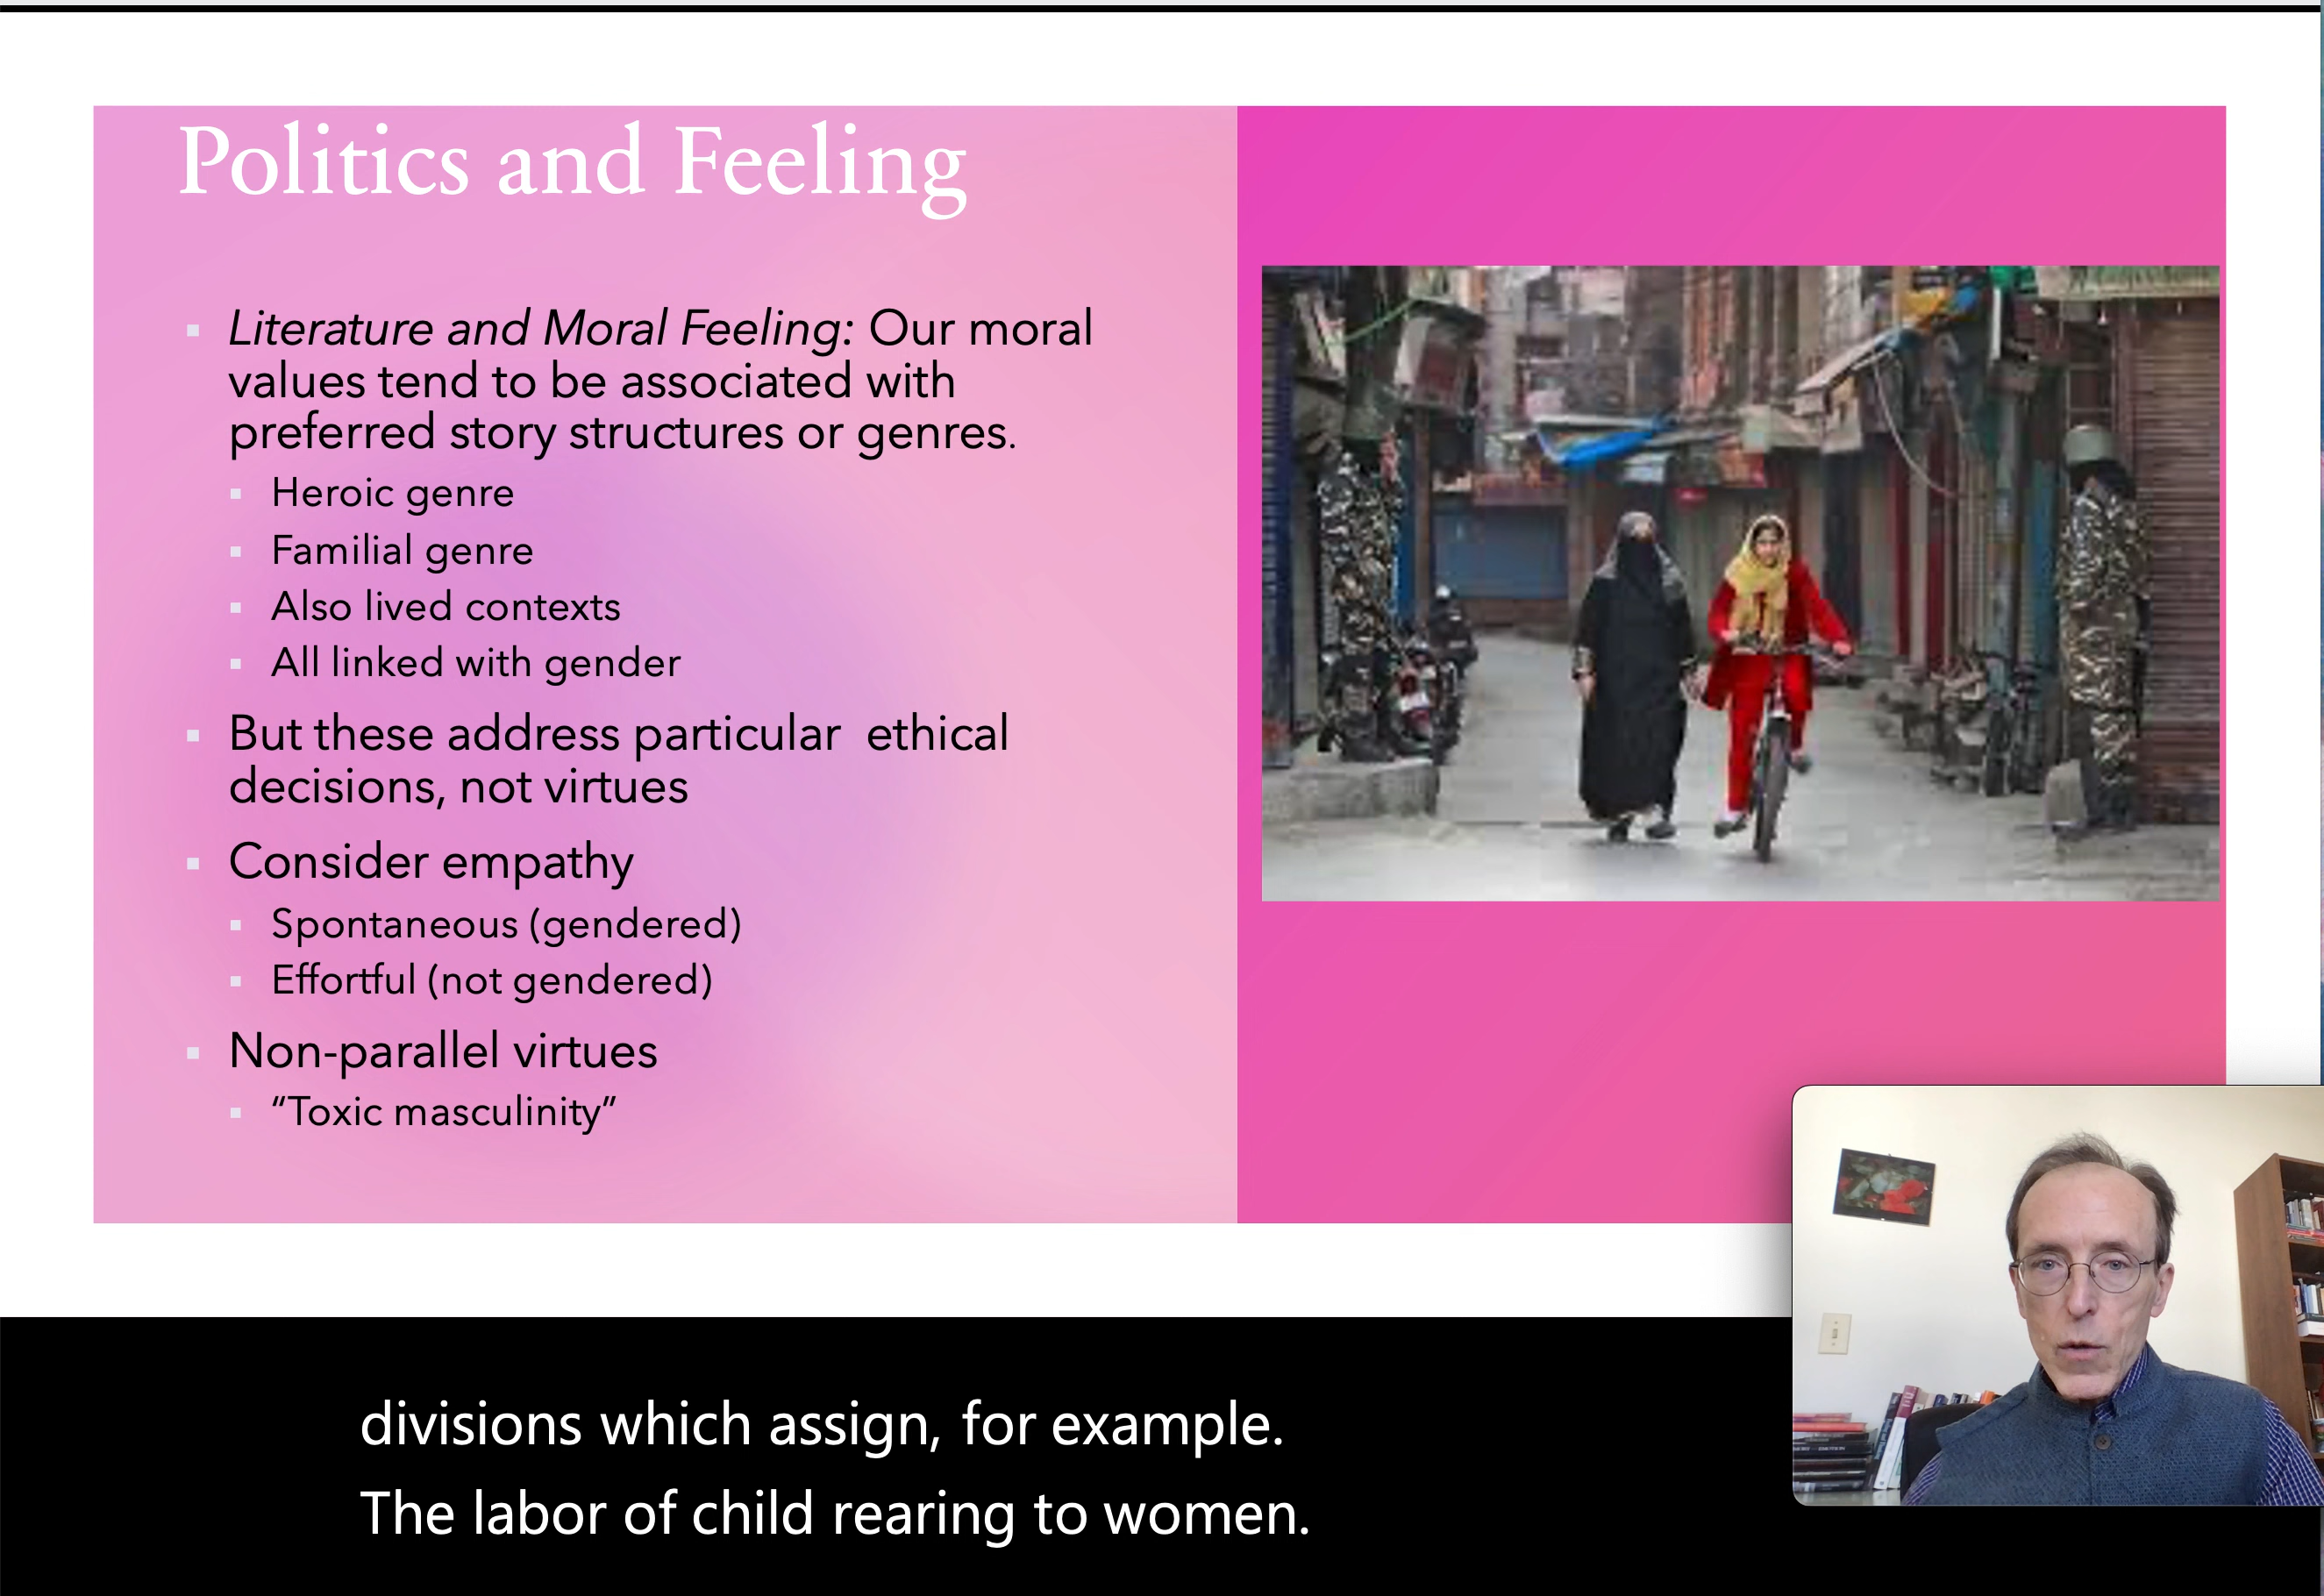 Politics and Feeling
Literature and Moral Feeling: Our moral
values tend to be associated with
preferred story structures or genres.
Heroic genre
Familial genre
Also lived contexts
All linked with gender
But these address particular  ethical
decisions, not virtues
Consider empathy
Spontaneous (gendered)
Effortful (not gendered)
Non-parallel virtues
“Toxic masculinity”
divisions which assign, for example.
The labor of child rearing to women.